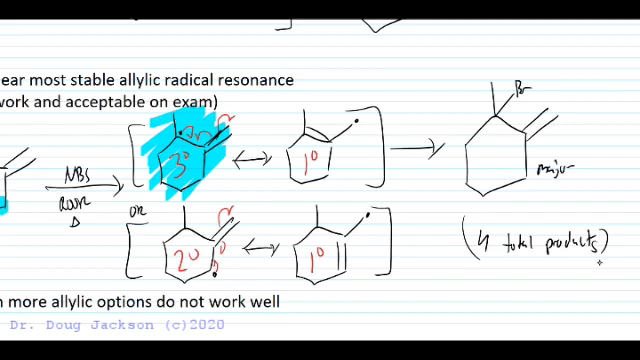 ear most stable allylic radical resonance
work and acceptable on exam)
NBS
ROOR
Δ
3° 1°
Br
major
OR
2° 1°
(4 total products)
n more allylic options do not work well
Dr. Doug Jackson (c)2020